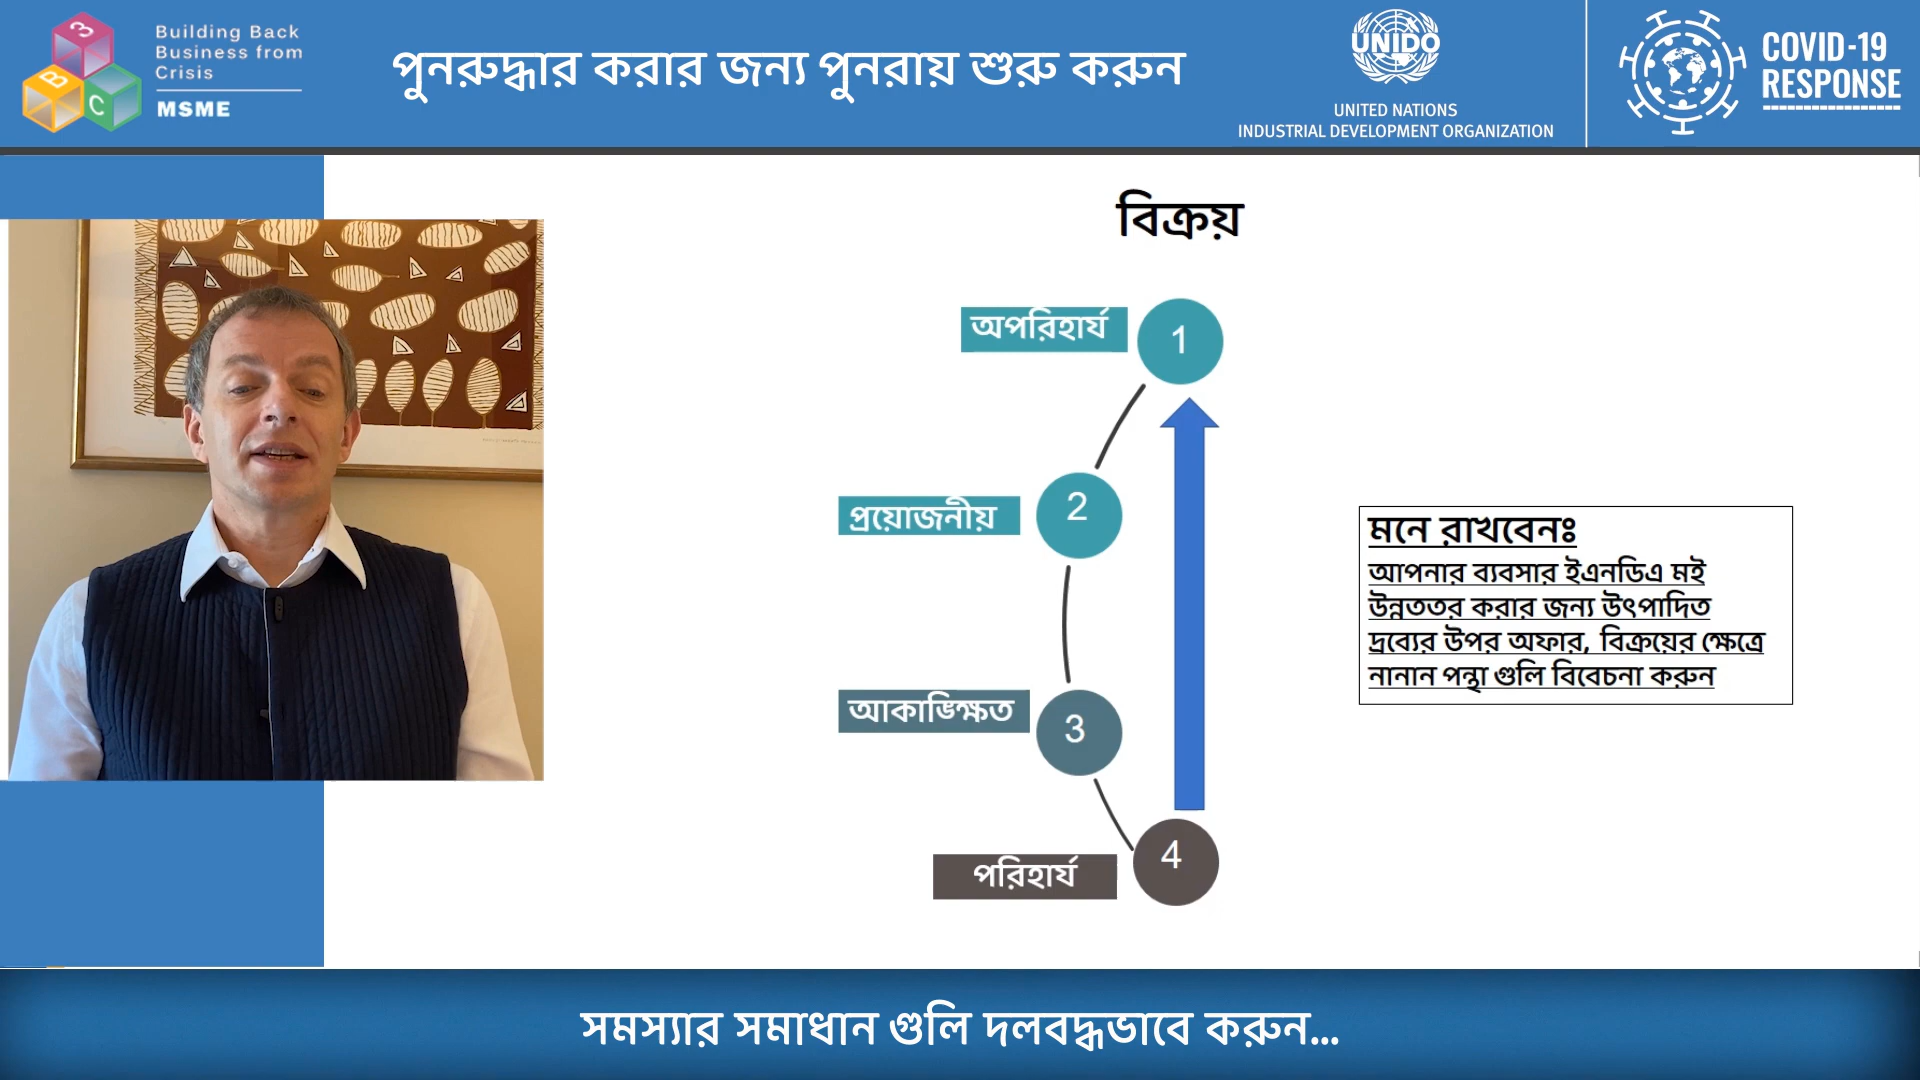 Building Back
Business from
Crisis
MSME
3
B
C
পুনরুদ্ধার করার জন্য পুনরায় শুরু করুন
UNIDO
UNITED NATIONS
INDUSTRIAL DEVELOPMENT ORGANIZATION
COVID-19
RESPONSE
বিক্রয়
অপরিহার্য
1
প্রয়োজনীয়
2
আকাঙ্ক্ষিত
3
পরিহার্য
4
মনে রাখবেনঃ
আপনার ব্যবসার ইএনডিএ মই
উন্নততর করার জন্য উৎপাদিত
দ্রব্যের উপর অফার, বিক্রয়ের ক্ষেত্রে
নানান পন্থা গুলি বিবেচনা করুন
সমস্যার সমাধান গুলি দলবদ্ধভাবে করুন...